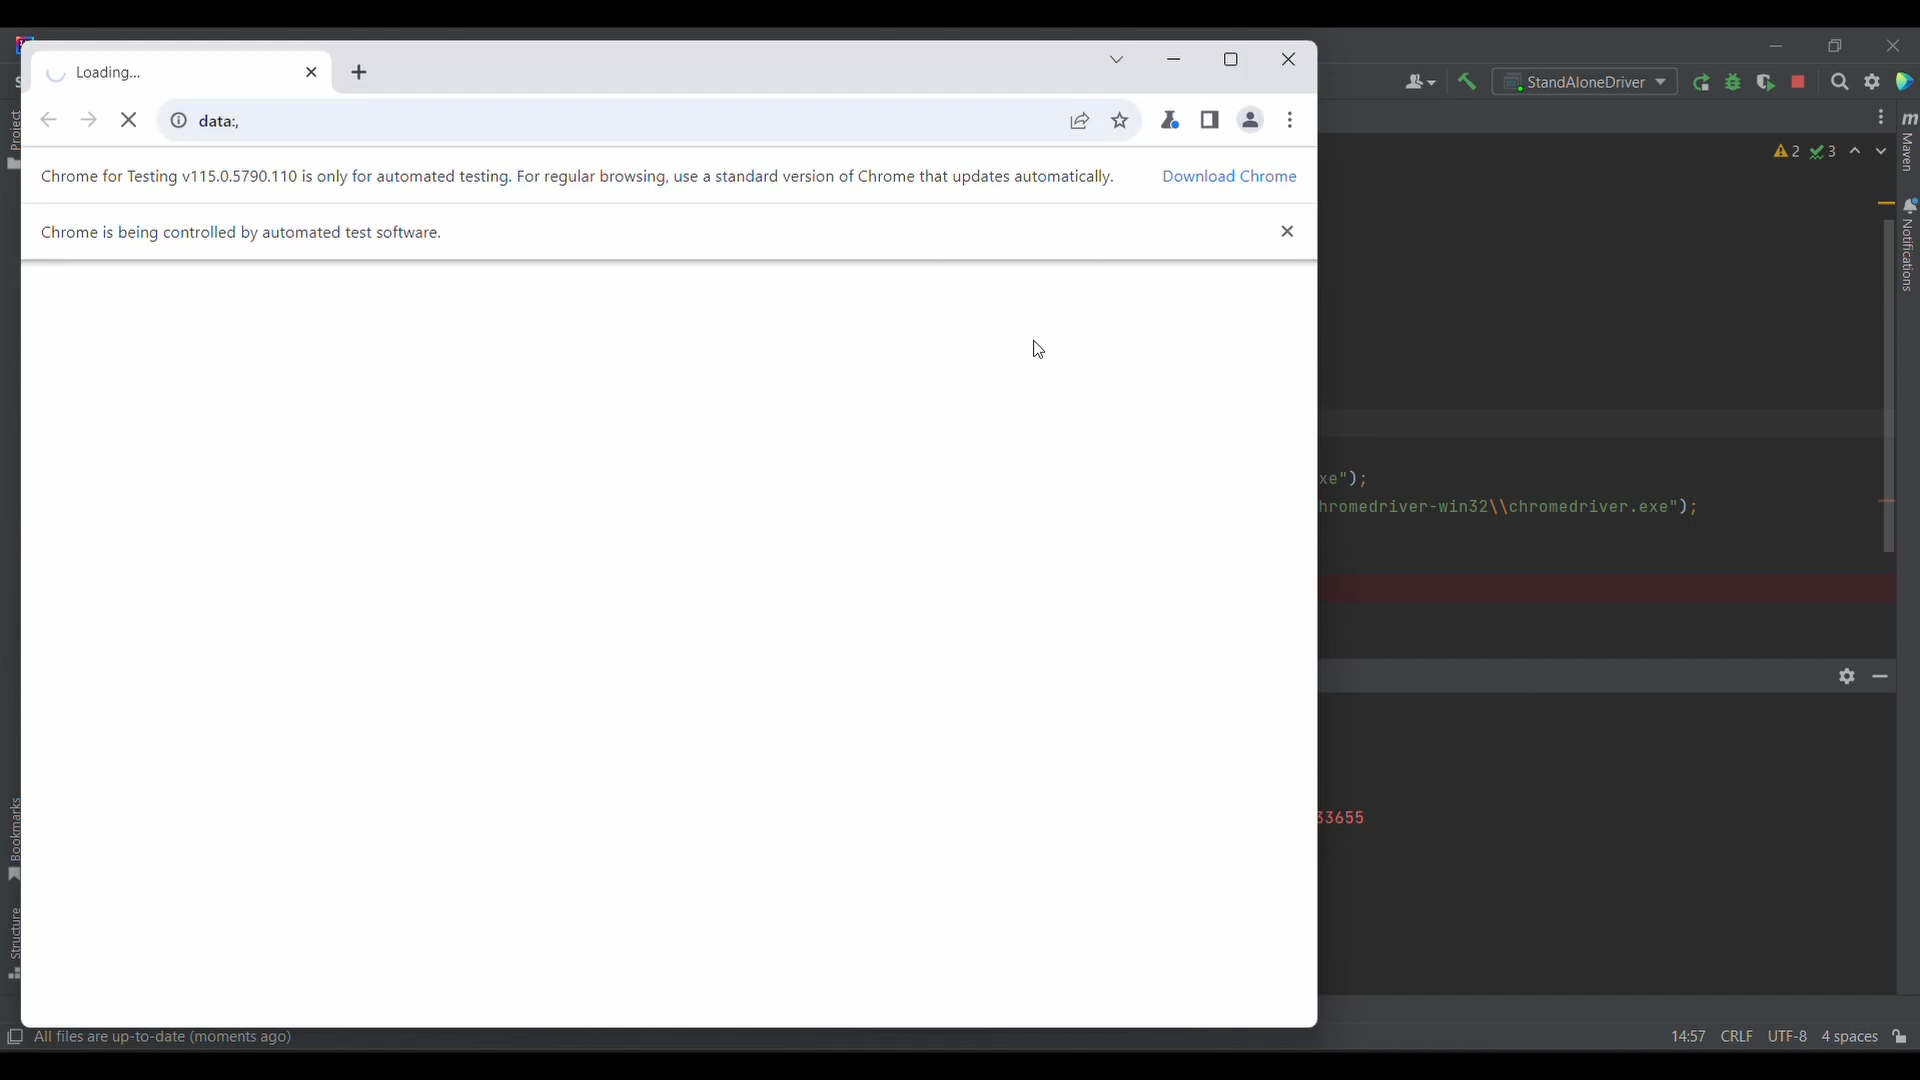 Loading...
data:,
Chrome for Testing v115.0.5790.110 is only for automated testing. For regular browsing, use a standard version of Chrome that updates automatically.
Download Chrome
Chrome is being controlled by automated test software.
StandAloneDriver
2 3
Project
Bookmarks
Structure
m
Maven
Notifications
xe");
hromedriver-win32\\chromedriver.exe");
33655
All files are up-to-date (moments ago)
14:57 CRLF UTF-8 4 spaces